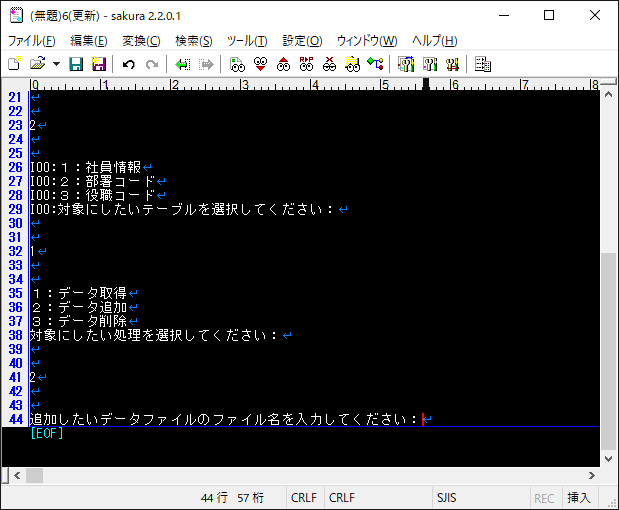 (無題)6(更新) - sakura 2.2.0.1
ファイル(F) 編集(E) 変換(C) 検索(S) ツール(T) 設定(O) ウィンドウ(W) ヘルプ(H)
0 1 2 3 4 5 6 7 8
21
22
23 2
24
25
26 I00:１：社員情報
27 I00:２：部署コード
28 I00:３：役職コード
29 I00:対象にしたいテーブルを選択してください：
30
31
32 1
33
34
35 １：データ取得
36 ２：データ追加
37 ３：データ削除
38 対象にしたい処理を選択してください：
39
40
41 2
42
43
44 追加したいデータファイルのファイル名を入力してください：
[EOF]
44 行 57 桁 CRLF CRLF SJIS REC 挿入